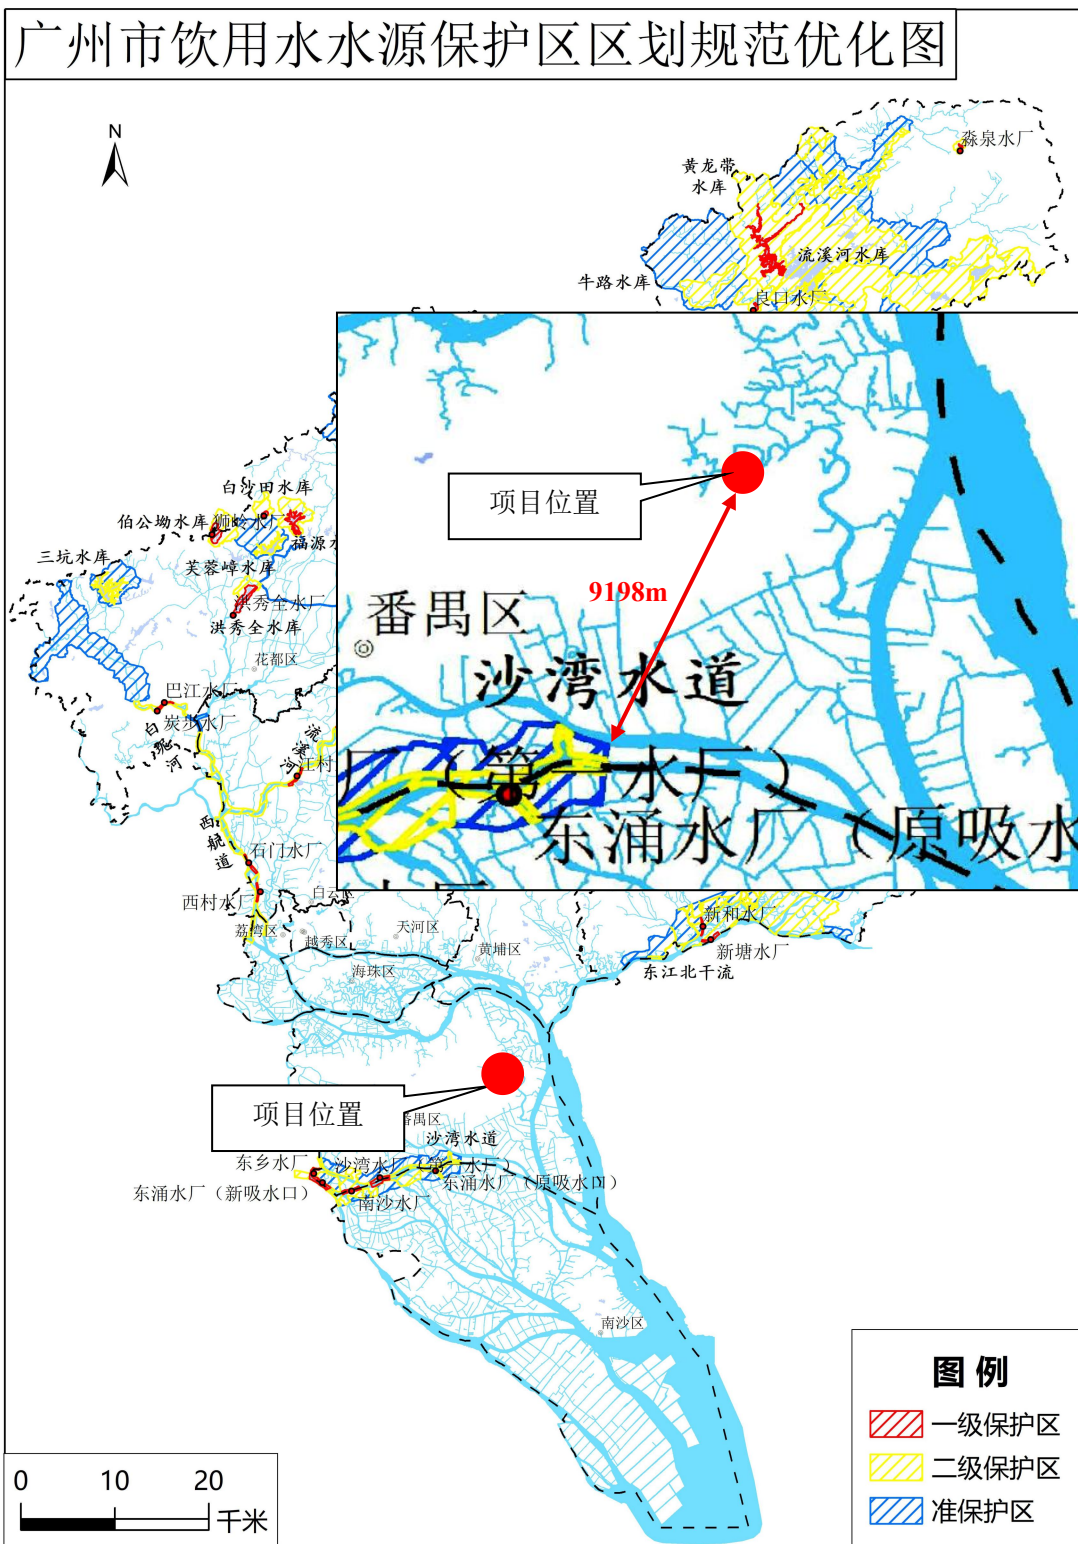 广州市饮用水水源保护区区划规范优化图
N
淼泉水厂
黄龙带
水库
流溪河水库
牛路水库
良口水厂
项目位置
9198m
番禺区
沙湾水道
厂（第二水厂）
东涌水厂（原吸水
白沙田水库
伯公坳水库
狮岭水厂
福源水
三坑水库
芙蓉嶂水库
洪秀全水厂
洪秀全水库
花都区
巴江水厂
炭步水厂
白坭河
流溪河
江村
西航道
石门水厂
西村水厂
白云区
荔湾区
越秀区
天河区
黄埔区
海珠区
新和水厂
新塘水厂
东江北干流
项目位置
番禺区
沙湾水道
东乡水厂
沙湾水厂（第二水厂）
东涌水厂（新吸水口）
南沙水厂
东涌水厂（原吸水口）
南沙区
图 例
一级保护区
二级保护区
准保护区
0 10 20
千米